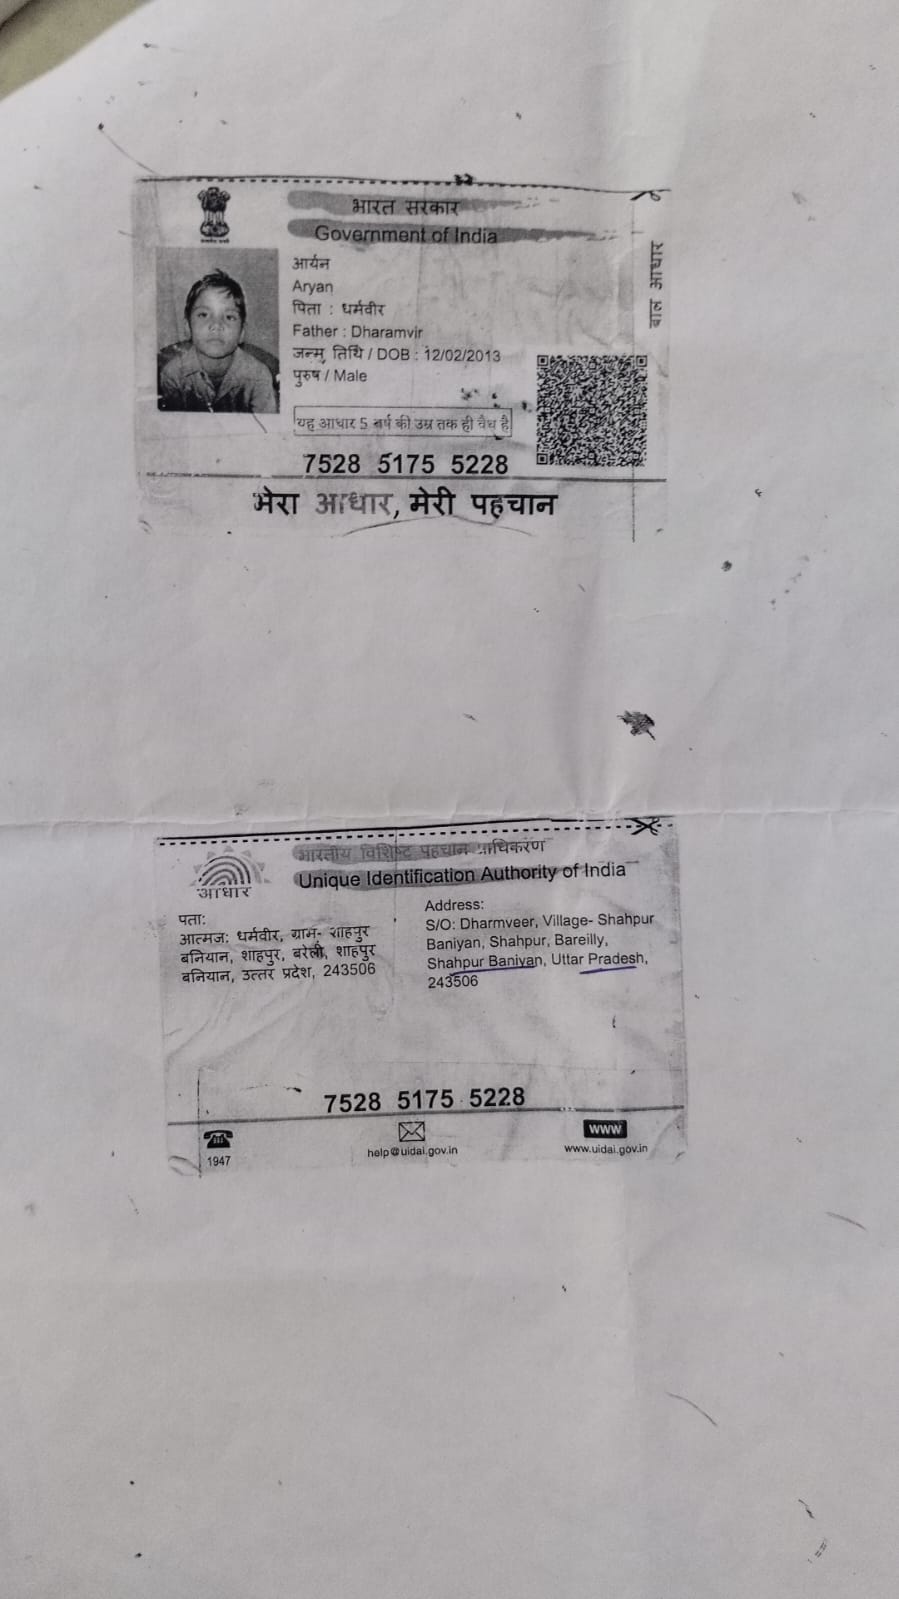 भारत सरकार
Government of India
आर्यन
Aryan
पिता : धर्मवीर
Father : Dharamvir
जन्म तिथि / DOB : 12/02/2013
पुरुष / Male
यह आधार 5 वर्ष की उम्र तक ही वैध है
बाल आधार
7528 5175 5228
मेरा आधार, मेरी पहचान
भारतीय विशिष्ट पहचान प्राधिकरण
Unique Identification Authority of India
आधार
पता:
आत्मज: धर्मवीर, ग्राम- शाहपुर
बनियान, शाहपुर, बरेली, शाहपुर
बनियान, उत्तर प्रदेश, 243506
Address:
S/O: Dharmveer, Village- Shahpur
Baniyan, Shahpur, Bareilly,
Shahpur Baniyan, Uttar Pradesh,
243506
7528 5175 5228
1947
help@uidai.gov.in
www
www.uidai.gov.in